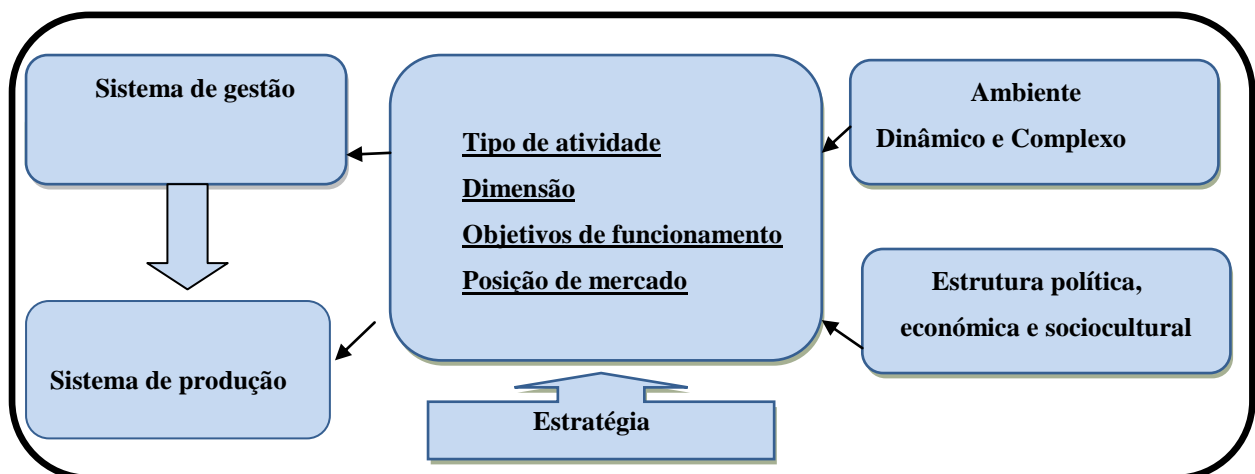 Sistema de gestão
Sistema de produção
Tipo de atividade
Dimensão
Objetivos de funcionamento
Posição de mercado
Estratégia
Ambiente
Dinâmico e Complexo
Estrutura política,
económica e sociocultural